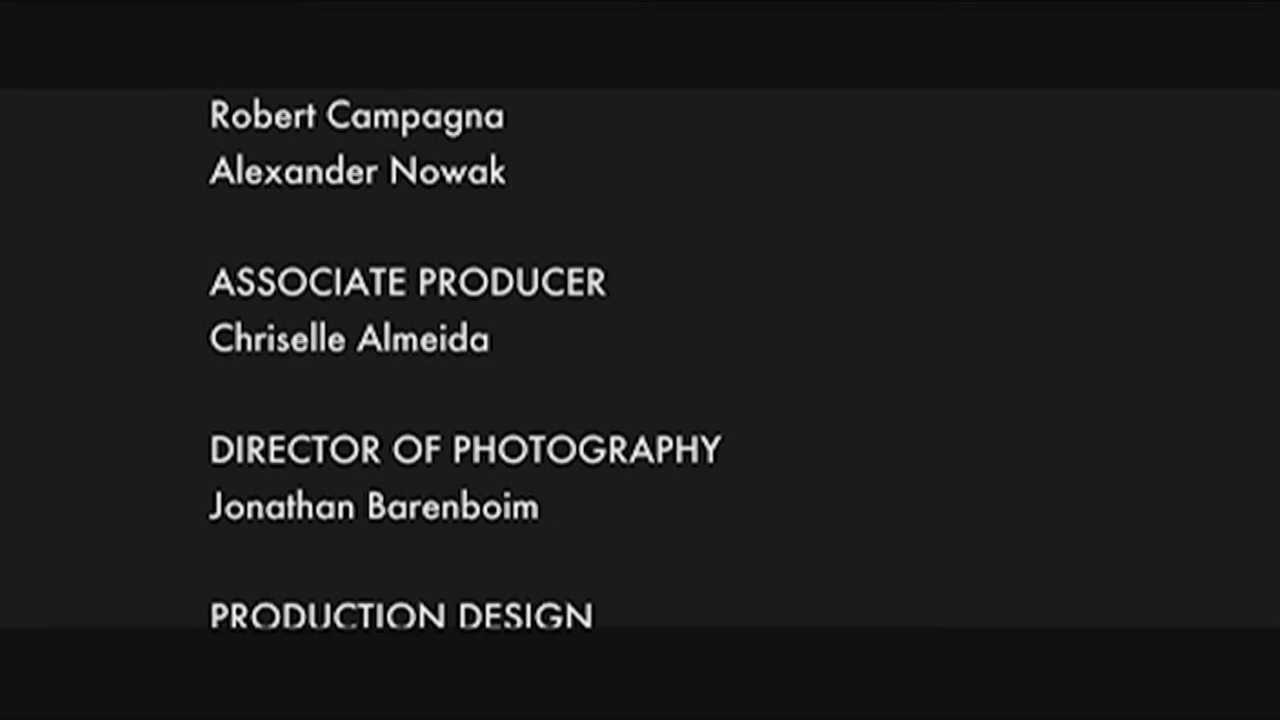 Robert Campagna
Alexander Nowak
ASSOCIATE PRODUCER
Chriselle Almeida
DIRECTOR OF PHOTOGRAPHY
Jonathan Barenboim
PRODUCTION DESIGN